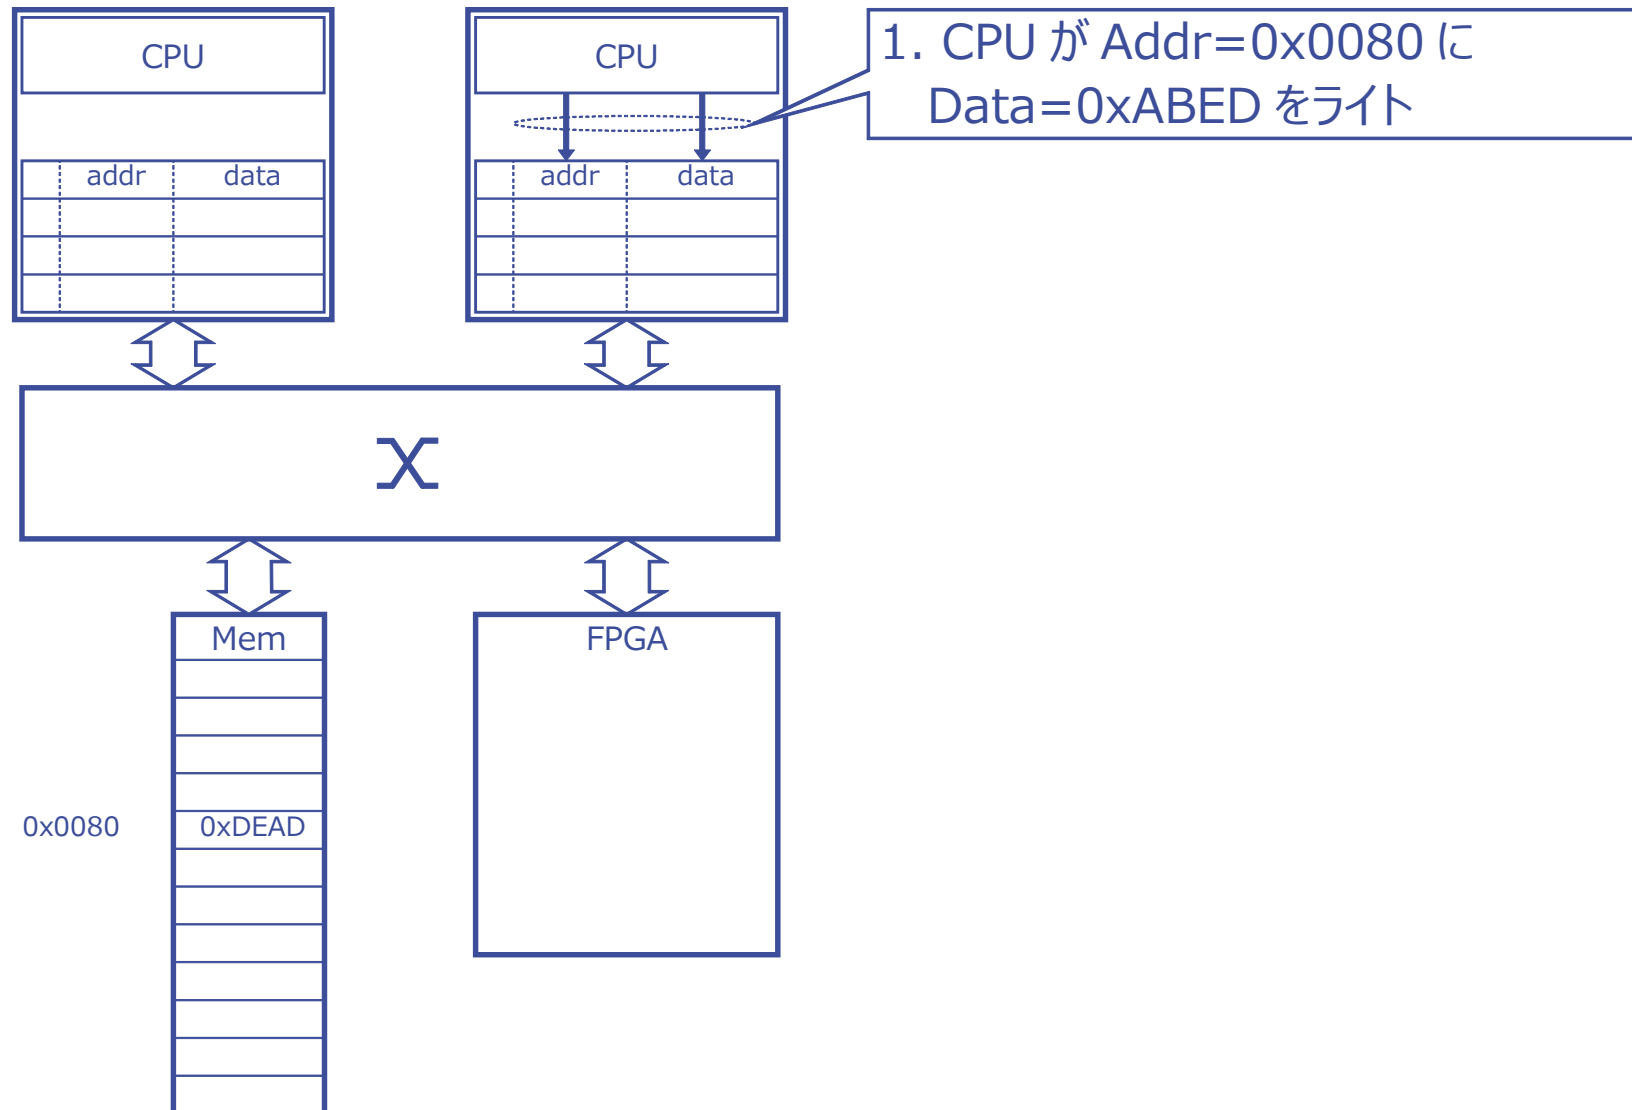 CPU
CPU
1. CPU が Addr=0x0080 に
Data=0xABED をライト
addr data
addr data
Mem
FPGA
0x0080 0xDEAD